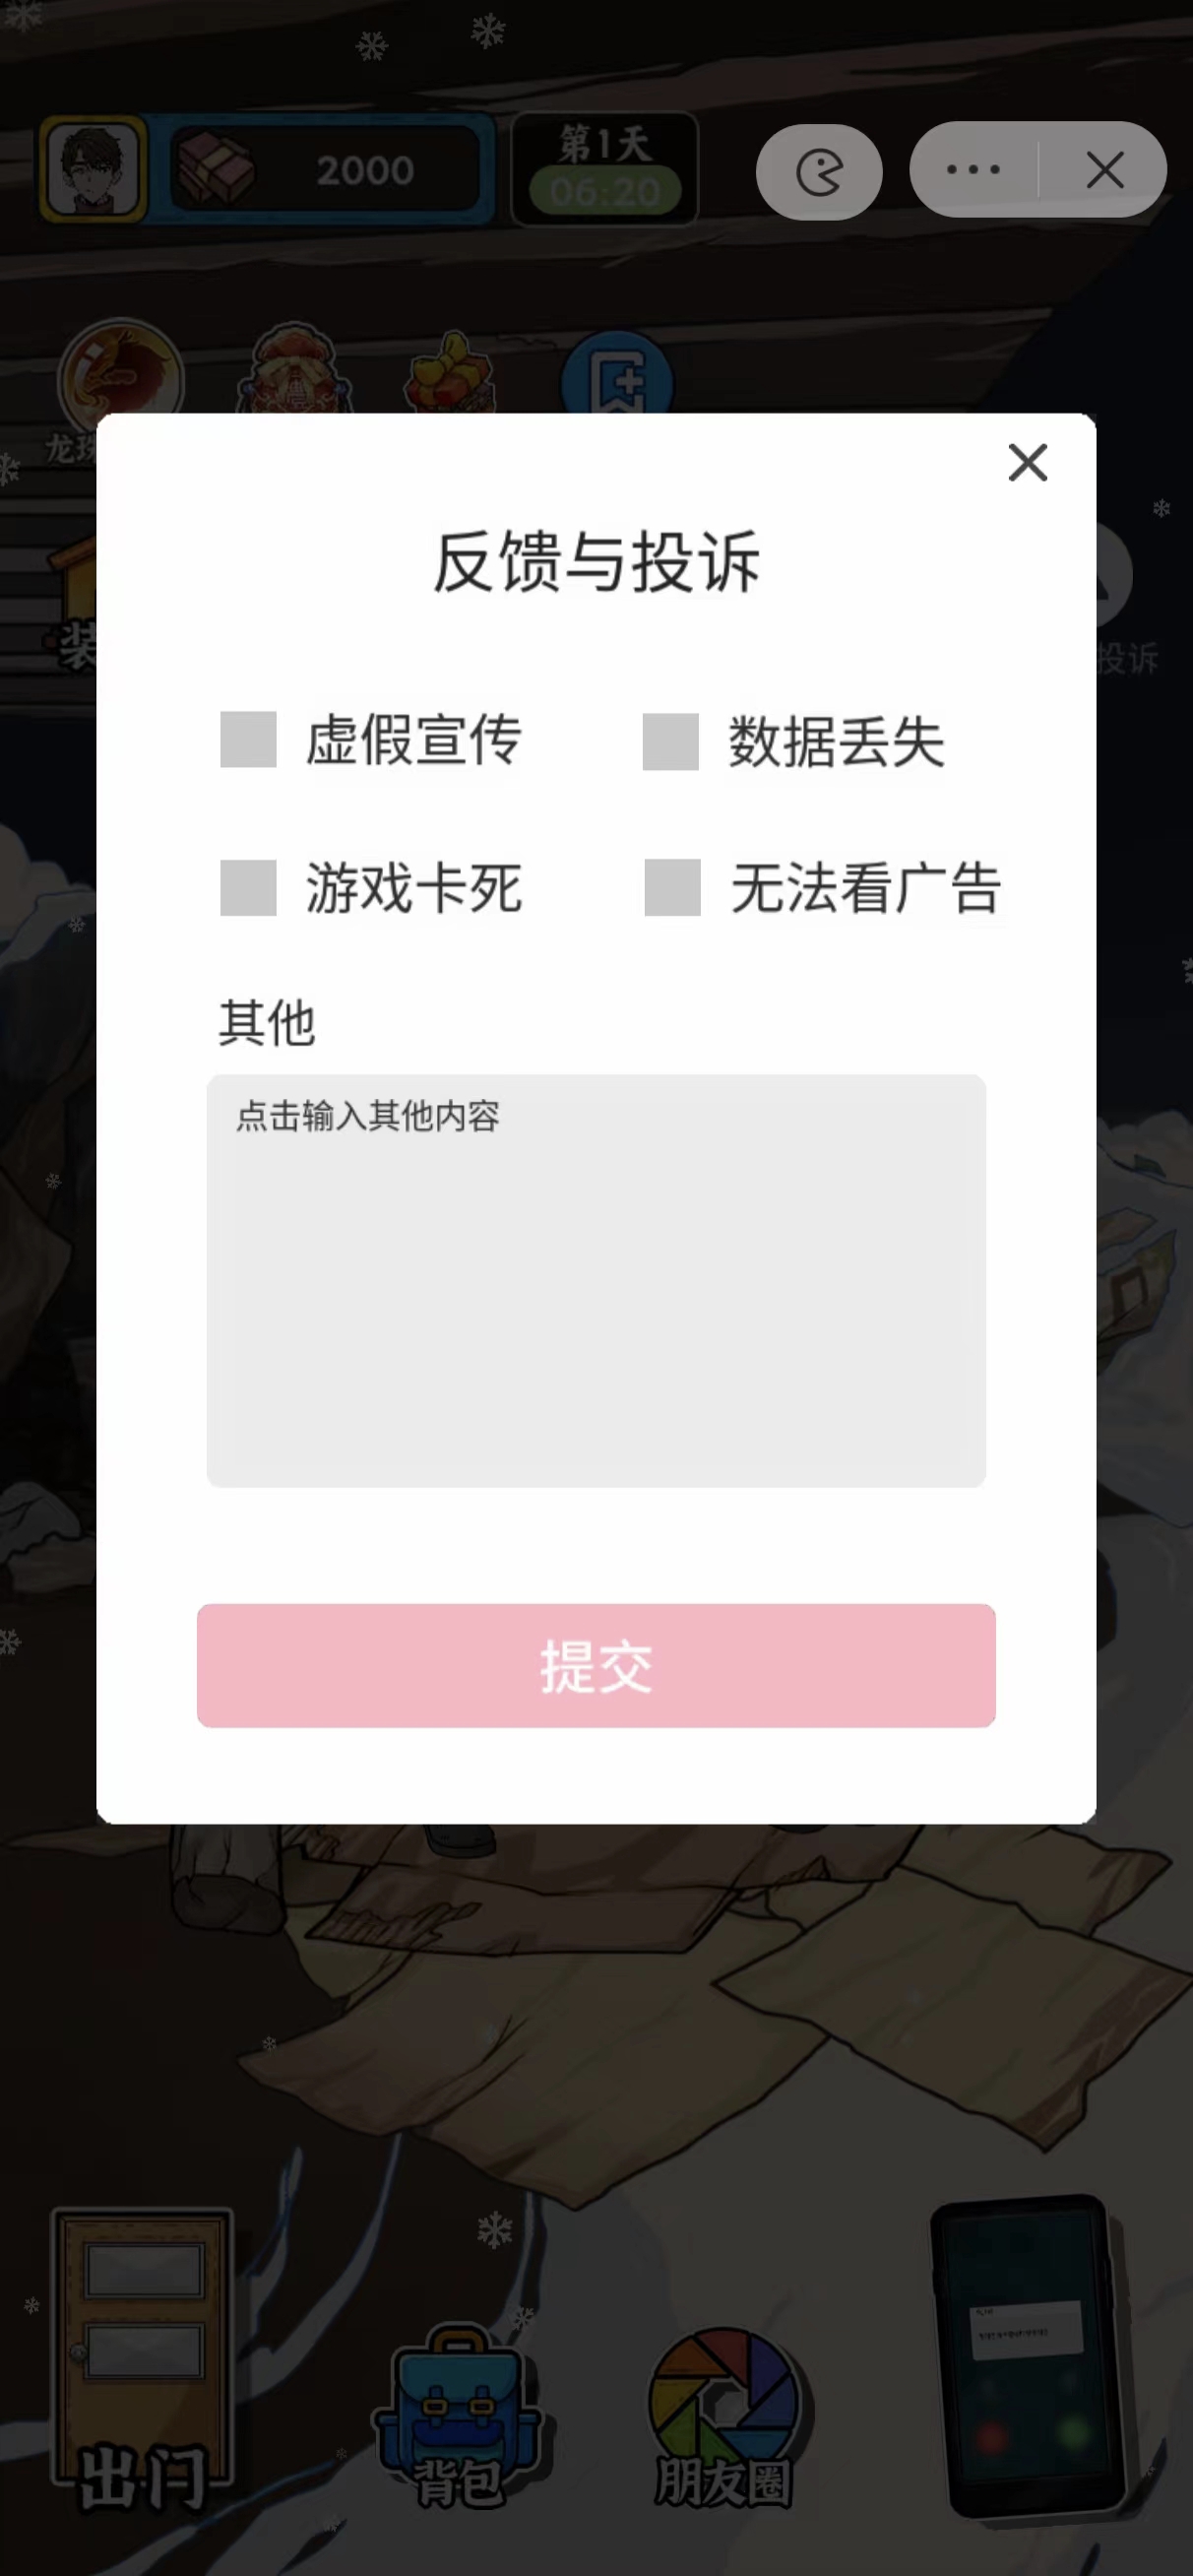 第1天
2000
06:20
龙珠
装
反馈与投诉
投诉
虚假宣传
数据丢失
游戏卡死
无法看广告
其他
点击输入其他内容
提交
出门
背包
朋友圈